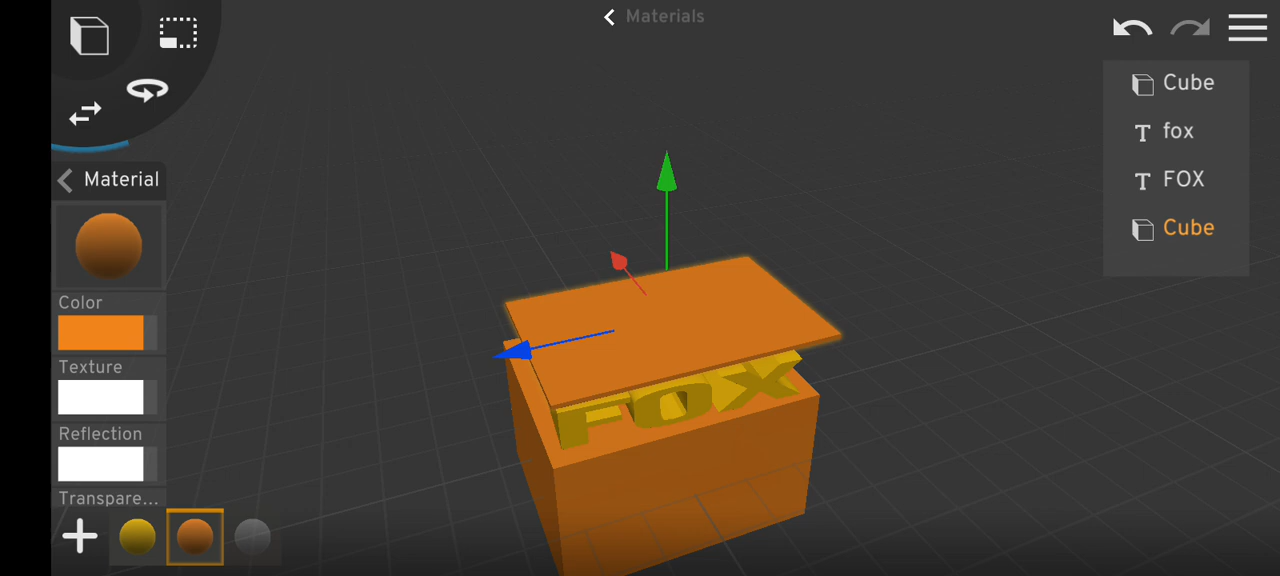 Materials
Cube
fox
FOX
Cube
Material
Color
Texture
Reflection
Transpare...
FOX